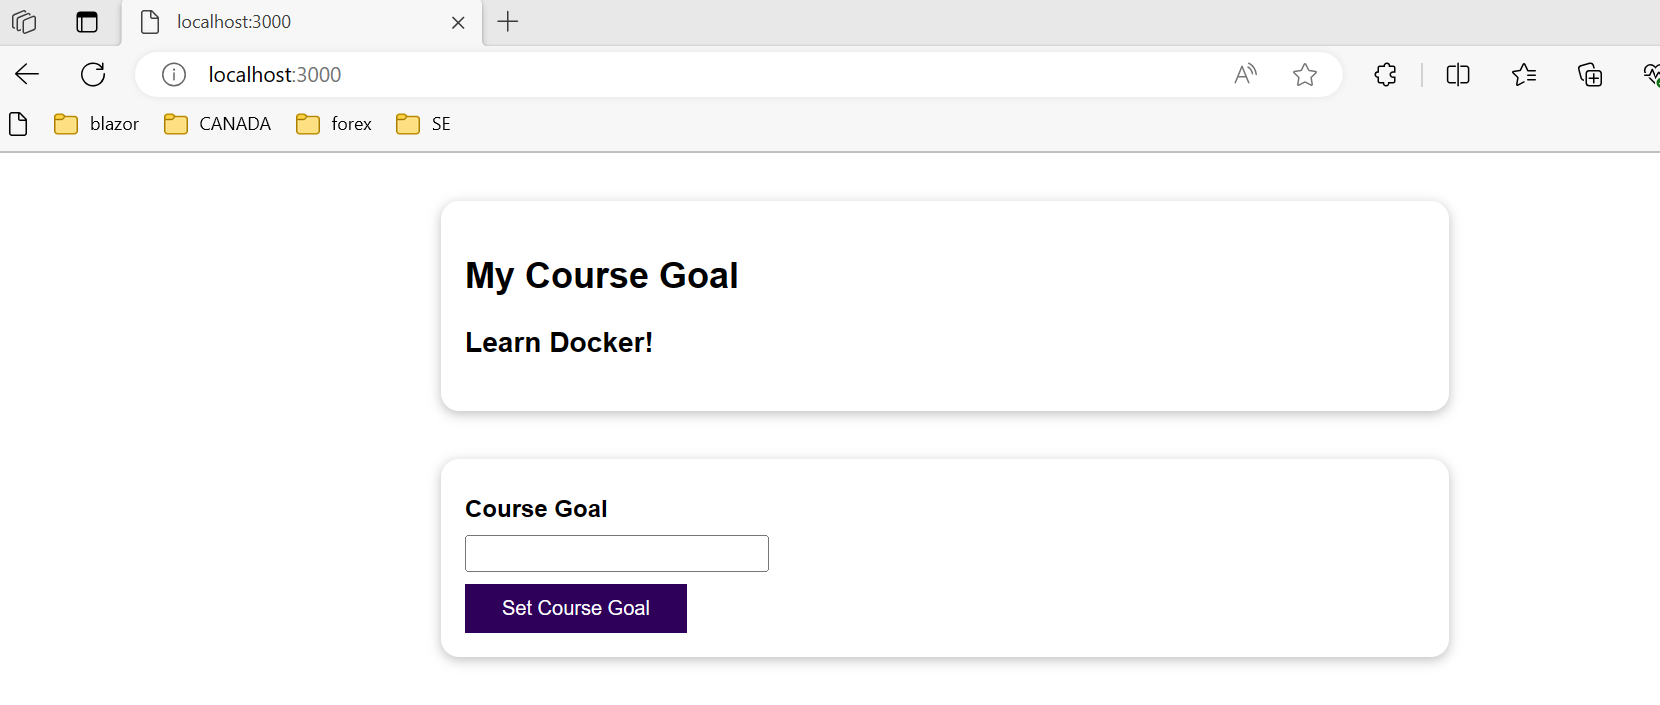 localhost:3000
localhost:3000
blazor CANADA forex SE
My Course Goal
Learn Docker!
Course Goal
Set Course Goal